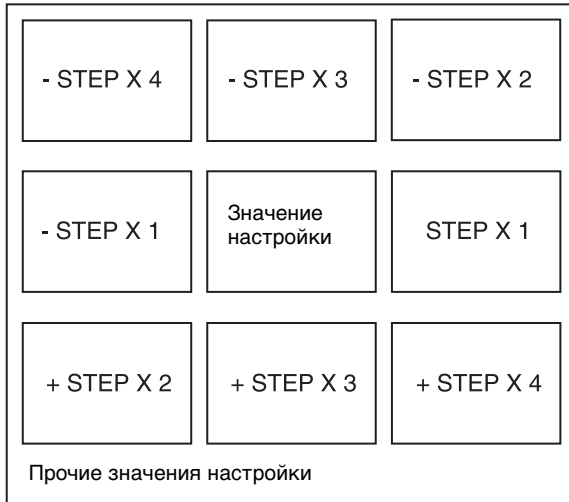 - STEP X 4
- STEP X 3
- STEP X 2
- STEP X 1
Значение
настройки
STEP X 1
+ STEP X 2
+ STEP X 3
+ STEP X 4
Прочие значения настройки